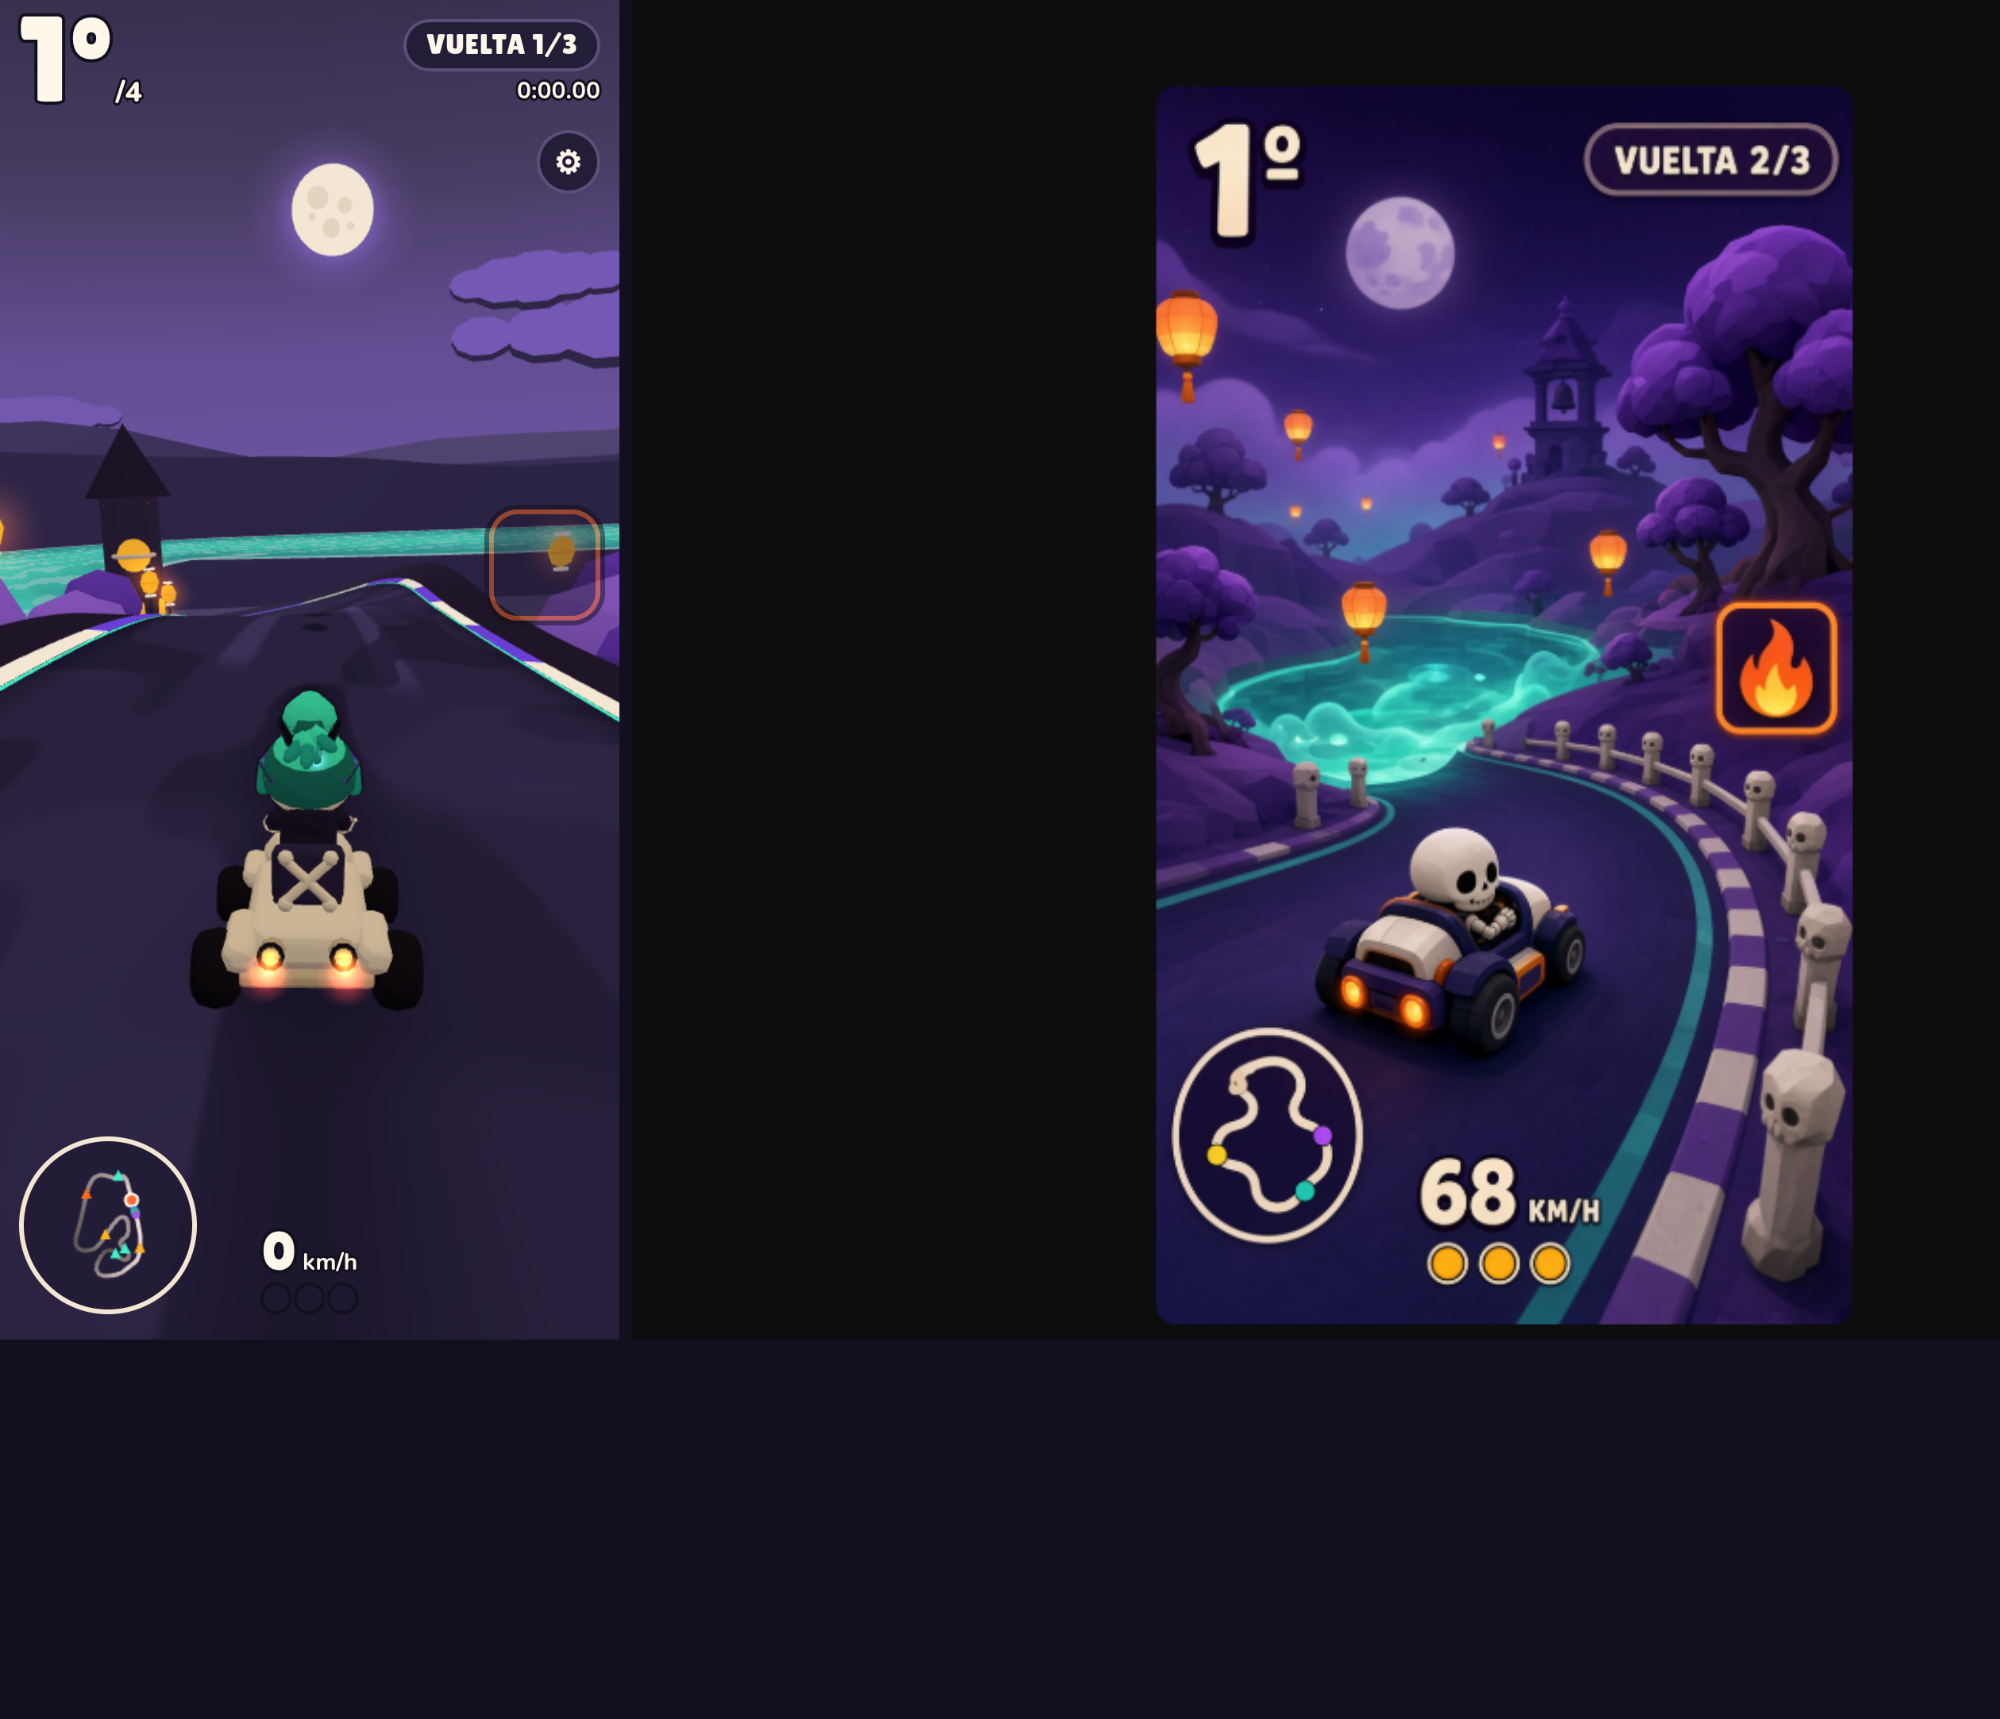 1º
/4
VUELTA 1/3
0:00.00
0 km/h
1º
VUELTA 2/3
68 KM/H